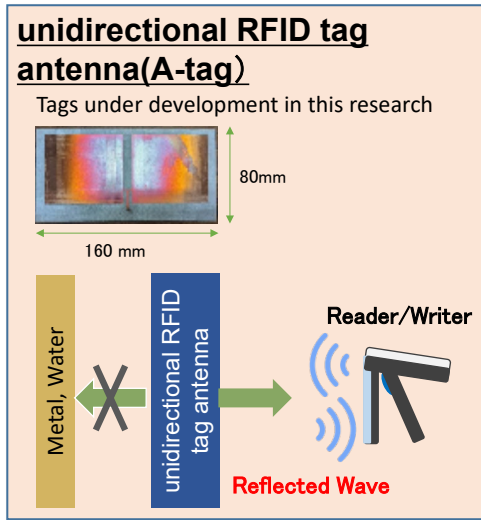 unidirectional RFID tag
antenna(A-tag）
Tags under development in this research
80mm
160 mm
Metal, Water
unidirectional RFID
tag antenna
Reader/Writer
Reflected Wave